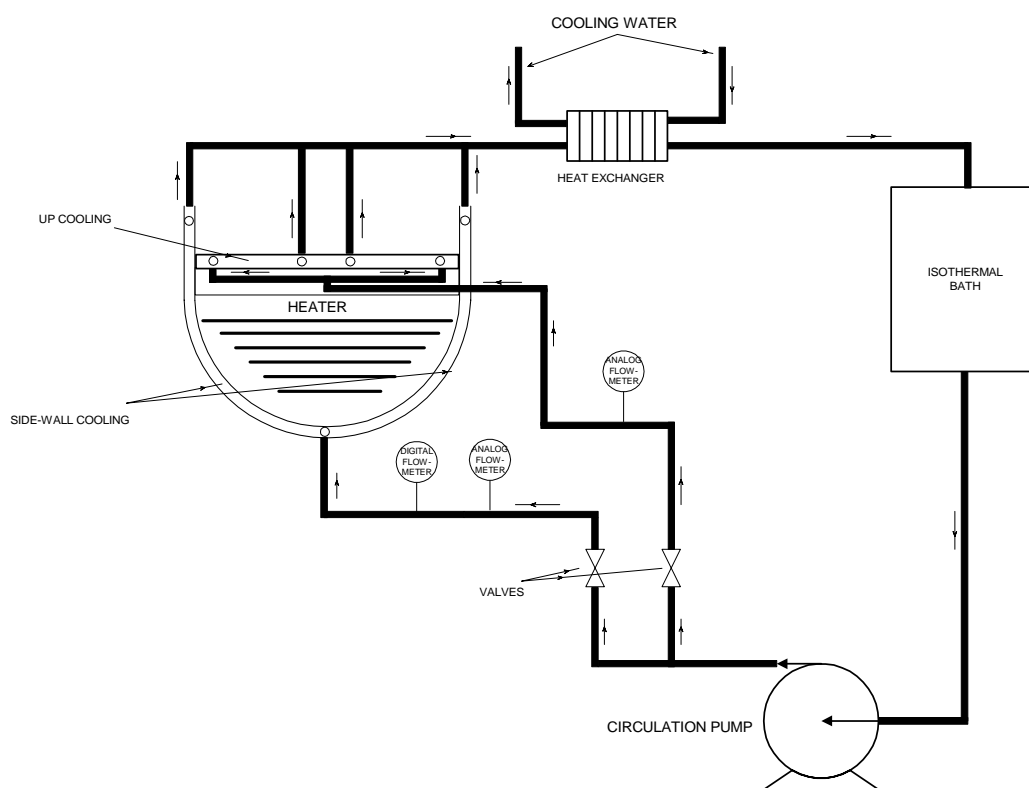 COOLING WATER
HEAT EXCHANGER
UP COOLING
ISOTHERMAL
BATH
HEATER
ANALOG
FLOW-
METER
SIDE-WALL COOLING
DIGITAL
FLOW-
METER
ANALOG
FLOW-
METER
VALVES
CIRCULATION PUMP